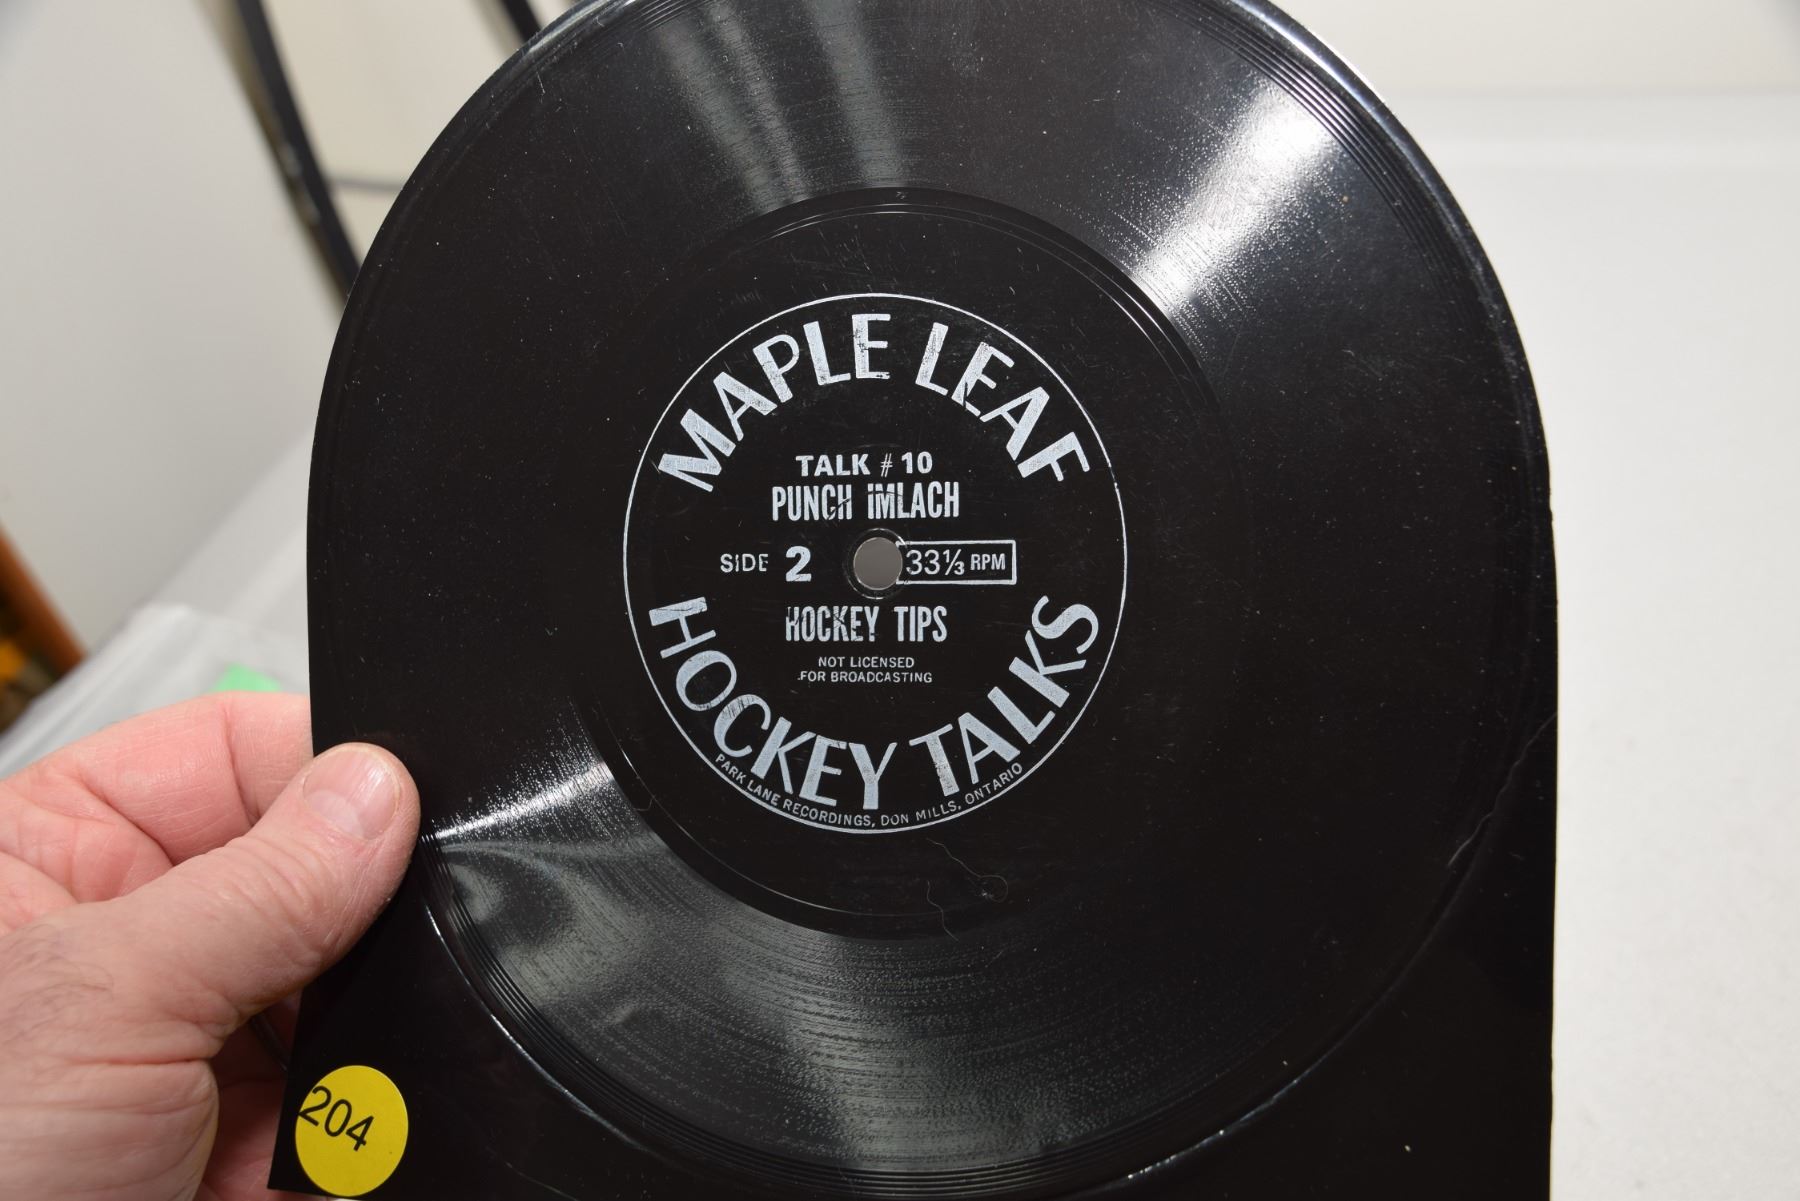 MAPLE LEAF
TALK # 10
PUNCH IMLACH
SIDE 2
33⅓ RPM
HOCKEY TIPS
NOT LICENSED
FOR BROADCASTING
HOCKEY TALKS
PARK LANE RECORDINGS, DON MILLS, ONTARIO
204